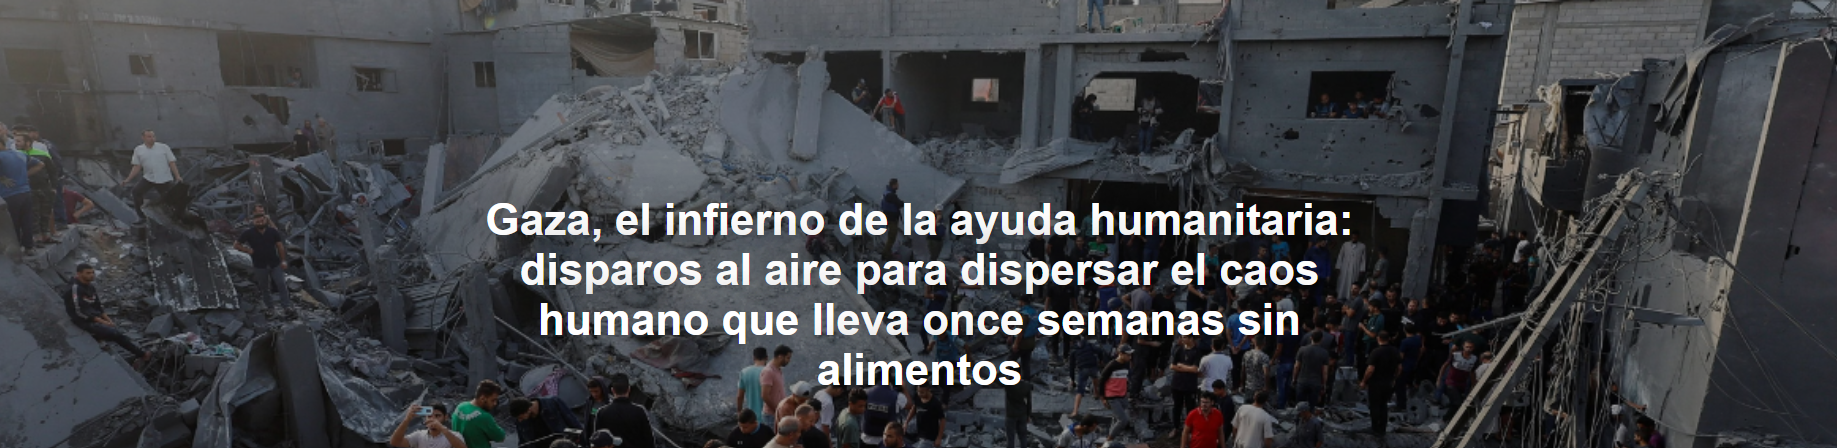 Gaza, el infierno de la ayuda humanitaria:
disparos al aire para dispersar el caos
humano que lleva once semanas sin
alimentos